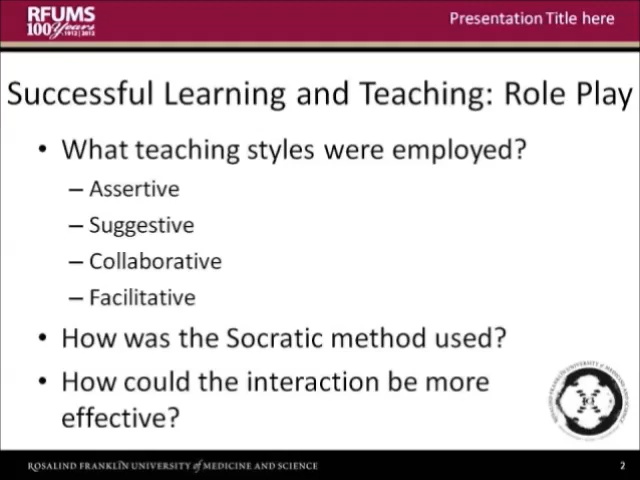 RFUMS
100 Years
1912 | 2012
Presentation Title here
Successful Learning and Teaching: Role Play
• What teaching styles were employed?
– Assertive
– Suggestive
– Collaborative
– Facilitative
• How was the Socratic method used?
• How could the interaction be more
effective?
ROSALIND FRANKLIN UNIVERSITY of MEDICINE AND SCIENCE
2